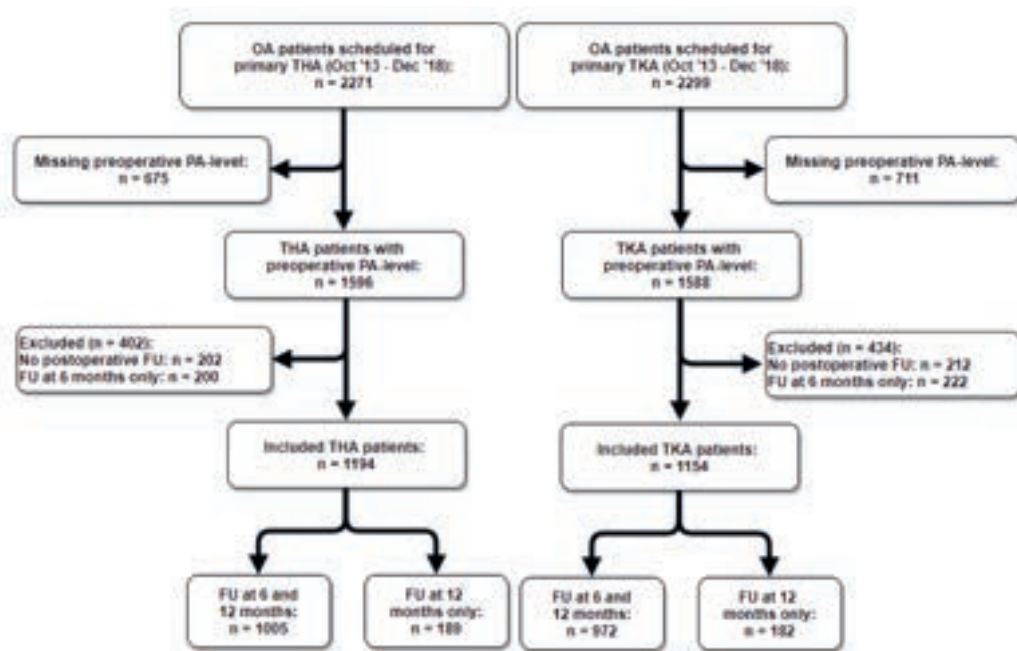 OA patients scheduled for
primary THA (Oct '13 - Dec '18):
n = 2271
OA patients scheduled for
primary TKA (Oct '13 - Dec '18):
n = 2299
Missing preoperative PA-level:
n = 675
Missing preoperative PA-level:
n = 711
THA patients with
preoperative PA-level:
n = 1596
TKA patients with
preoperative PA-level:
n = 1588
Excluded (n = 402):
No postoperative FU: n = 202
FU at 6 months only: n = 200
Excluded (n = 434):
No postoperative FU: n = 212
FU at 6 months only: n = 222
Included THA patients:
n = 1194
Included TKA patients:
n = 1154
FU at 6 and
12 months:
n = 1005
FU at 12
months only:
n = 189
FU at 6 and
12 months:
n = 972
FU at 12
months only:
n = 182